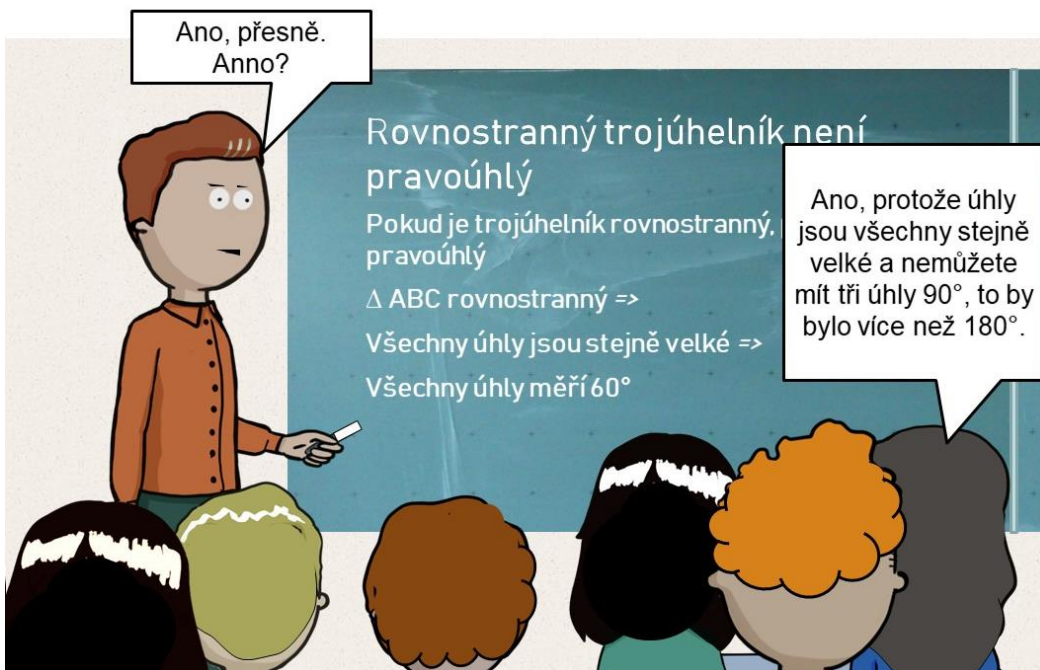 Ano, přesně.
Anno?
Rovnostranný trojúhelník není
pravoúhlý
Pokud je trojúhelník rovnostranný,
pravoúhlý
Δ ABC rovnostranný =>
Všechny úhly jsou stejně velké =>
Všechny úhly měří 60°
Ano, protože úhly
jsou všechny stejně
velké a nemůžete
mít tři úhly 90°, to by
bylo více než 180°.